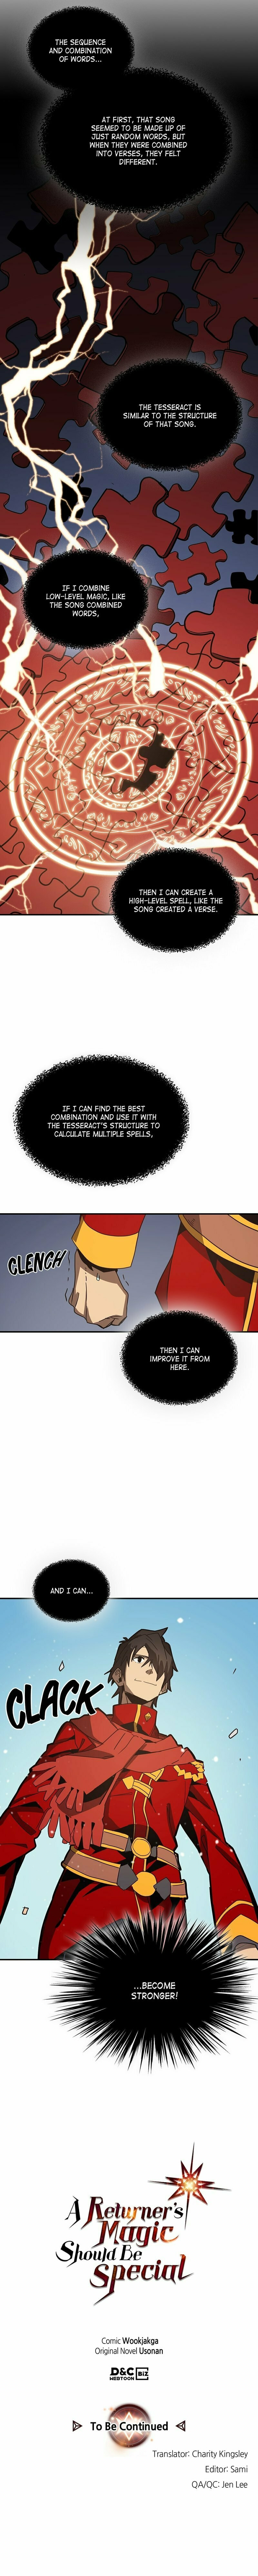 THE SEQUENCE
AND COMBINATION
OF WORDS...
AT FIRST, THAT SONG
SEEMED TO BE MADE UP OF
JUST RANDOM WORDS, BUT
WHEN THEY WERE COMBINED
INTO VERSES, THEY FELT
DIFFERENT.
THE TESSERACT IS
SIMILAR TO THE STRUCTURE
OF THAT SONG.
IF I COMBINE
LOW-LEVEL MAGIC, LIKE
THE SONG COMBINED
WORDS,
THEN I CAN CREATE A
HIGH-LEVEL SPELL, LIKE THE
SONG CREATED A VERSE.
IF I CAN FIND THE BEST
COMBINATION AND USE IT WITH
THE TESSERACT'S STRUCTURE TO
CALCULATE MULTIPLE SPELLS,
CLENCH
THEN I CAN
IMPROVE IT FROM
HERE.
AND I CAN...
CLACK
...BECOME
STRONGER!
A Returner's
Magic
Should Be
Special
Comic Wookjakga
Original Novel Usonan
D&C
WEBTOON BIZ
To Be Continued
Translator: Charity Kingsley
Editor: Sami
QA/QC: Jen Lee